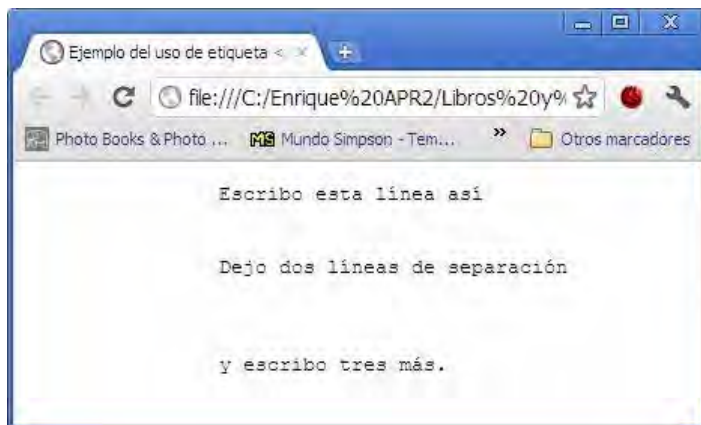 Ejemplo del uso de etiqueta <
file:///C:/Enrique%20APR2/Libros%20y%
Photo Books & Photo ... MS Mundo Simpson - Tem... » Otros marcadores
Escribo esta línea así
Dejo dos líneas de separación
y escribo tres más.